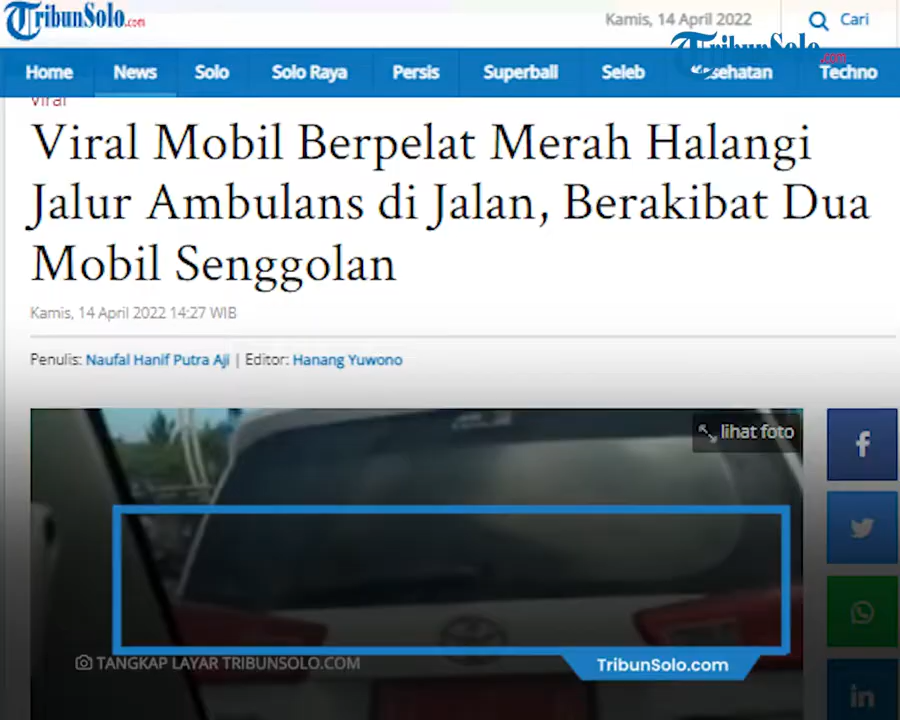 TribunSolo.com
Kamis, 14 April 2022
Cari
TribunSolo.com
Home News Solo Solo Raya Persis Superball Seleb Techno
Viral
Viral Mobil Berpelat Merah Halangi
Jalur Ambulans di Jalan, Berakibat Dua
Mobil Senggolan
Kamis, 14 April 2022 14:27 WIB
Penulis: Naufal Hanif Putra Aji | Editor: Hanang Yuwono
lihat foto
TANGKAP LAYAR TRIBUNSOLO.COM
TribunSolo.com